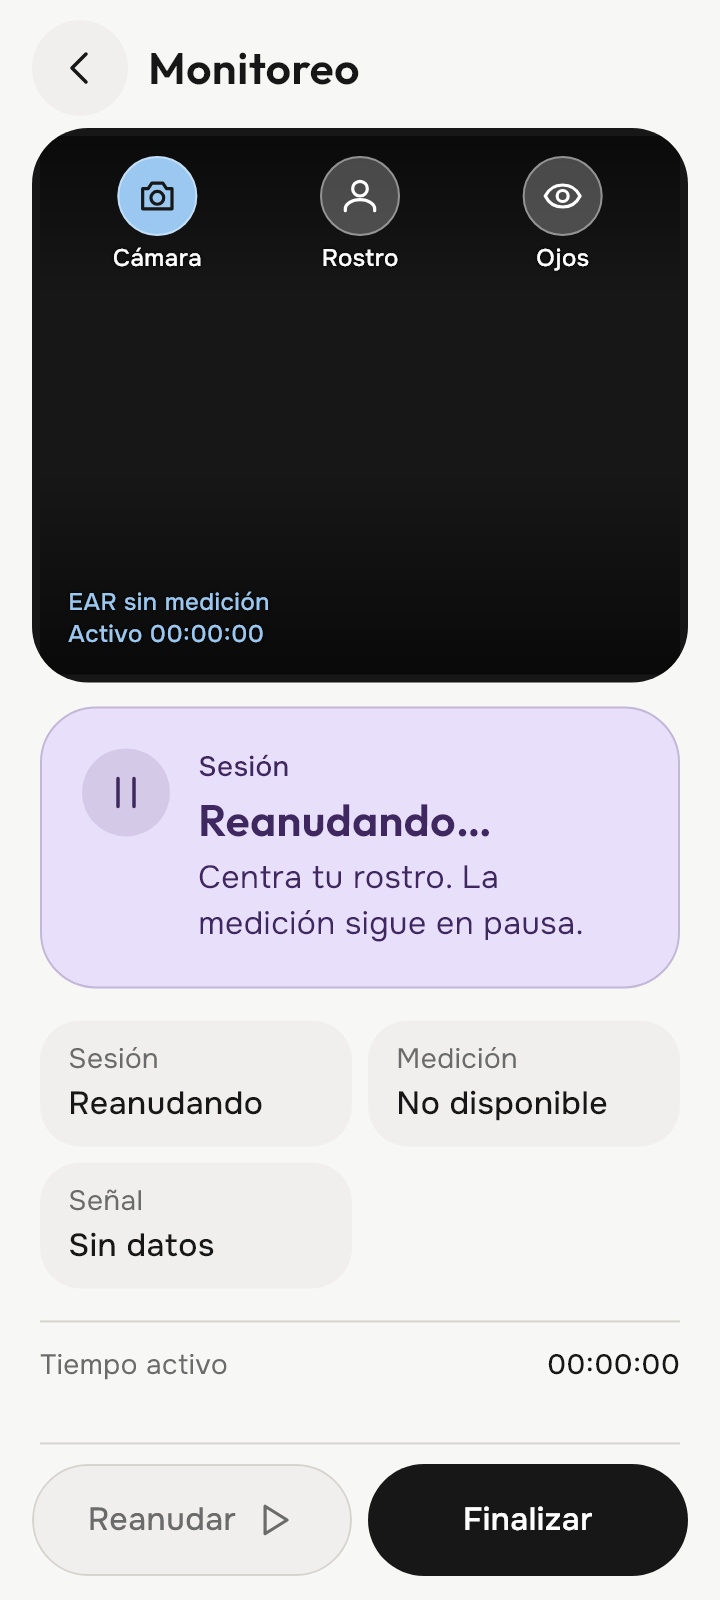 Monitoreo
Cámara
Rostro
Ojos
EAR sin medición
Activo 00:00:00
Sesión
Reanudando...
Centra tu rostro. La
medición sigue en pausa.
Sesión
Reanudando
Medición
No disponible
Señal
Sin datos
Tiempo activo
00:00:00
Reanudar
Finalizar